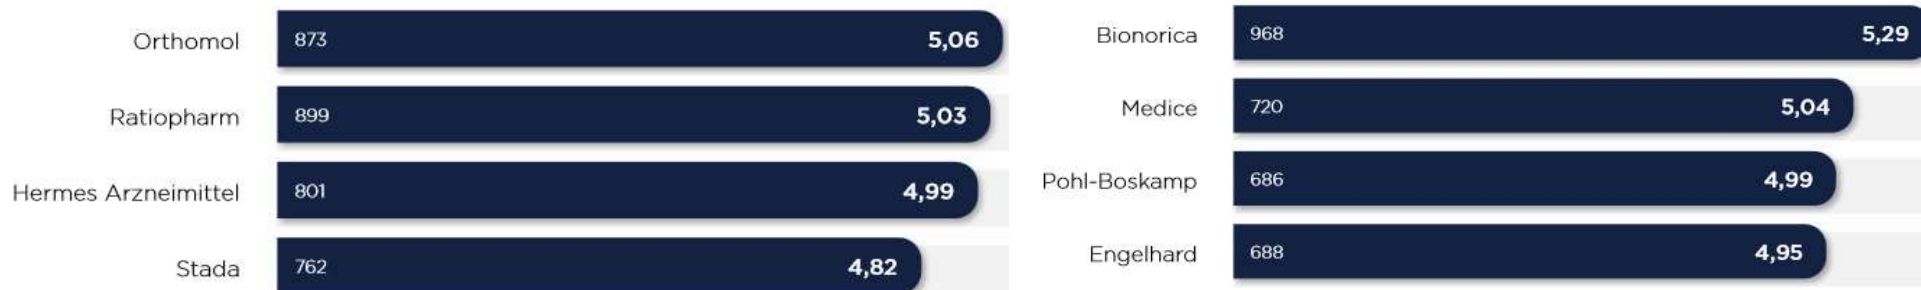 Orthomol 873 5,06
Ratiopharm 899 5,03
Hermes Arzneimittel 801 4,99
Stada 762 4,82
Bionorica 968 5,29
Medice 720 5,04
Pohl-Boskamp 686 4,99
Engelhard 688 4,95